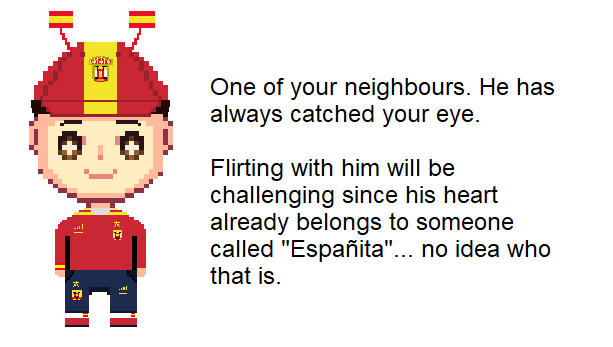 One of your neighbours. He has
always catched your eye.
Flirting with him will be
challenging since his heart
already belongs to someone
called "Españita"... no idea who
that is.